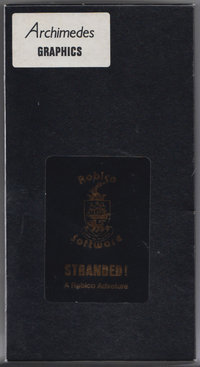 Archimedes
GRAPHICS
Robico
Software
STRANDED!
A Robico Adventure